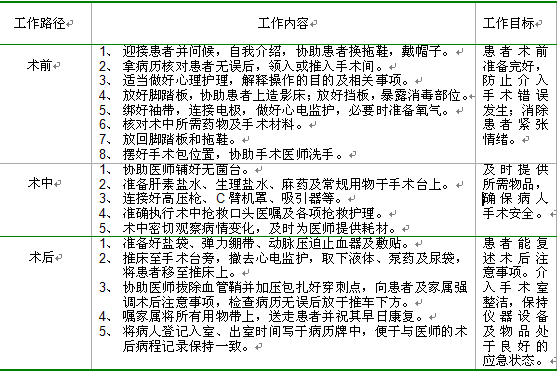 工作路径 工作内容 工作目标
术前
1、 迎接患者并问候，自我介绍，协助患者换拖鞋，戴帽子。
2、 拿病历核对患者无误后，领入或推入手术间。
3、 适当做好心理护理，解释操作的目的及相关事项。
4、 放好脚踏板，协助患者上造影床；放好挡板，暴露消毒部位。
5、 绑好袖带，连接电极，做好心电监护，必要时准备氧气。
6、 核对术中所需药物及手术材料。
7、 放回脚踏板和拖鞋。
8、 摆好手术包位置，协助手术医师洗手。
患者术前
准备完好，
防止介入
手术错误
发生；消除
患者紧张
情绪。
术中
1、 协助医师铺好无菌台。
2、 准备肝素盐水、生理盐水、麻药及常规用物于手术台上。
3、 连接好高压枪、C 臂机罩、吸引器等。
4、 准确执行术中抢救口头医嘱及各项抢救护理。
5、 术中密切观察病情变化，及时为医师提供耗材。
及时提供
所需物品，
确保病人
手术安全。
术后
1、 准备好盐袋、弹力绷带、动脉压迫止血器及敷贴。
2、 推床至手术台旁，撤去心电监护，取下液体、泵药及尿袋，
将患者移至推床上。
3、 协助医师拔除血管鞘并加压包扎好穿刺点，向患者及家属强
调术后注意事项，检查病历无误后放于推车下方。
4、 嘱家属将所有用物带上，送走患者并祝其早日康复。
5、 将病人登记入室、出室时间写于病历牌中，便于与医师的术
后病程记录保持一致。
患者能复
述术后注
意事项。介
入手术室
整洁，保持
仪器设备
及物品处
于良好的
应急状态。